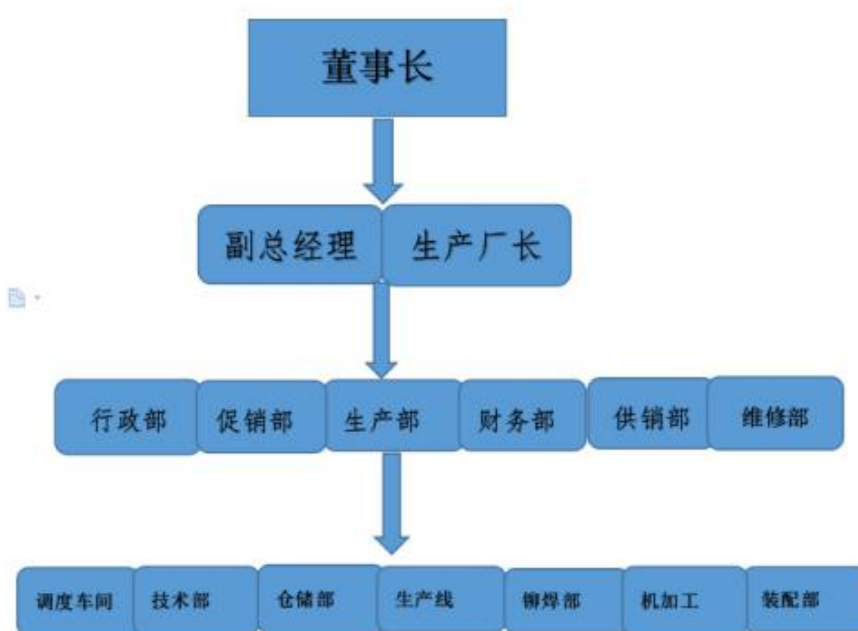 董事长
副总经理 生产厂长
行政部 促销部 生产部 财务部 供销部 维修部
调度车间 技术部 仓储部 生产线 铆焊部 机加工 装配部